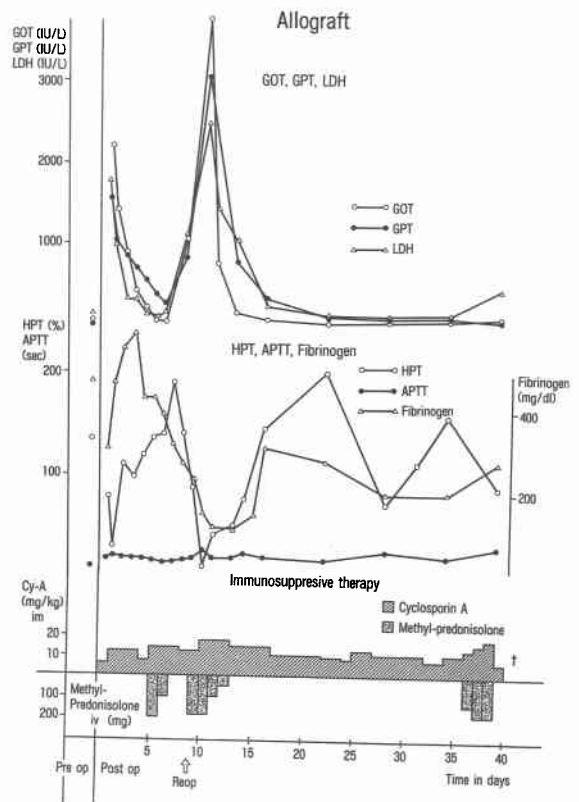 Allograft
GOT (IU/L)
GPT (IU/L)
LDH (IU/L)
GOT, GPT, LDH
3000
2000
1000
GOT
GPT
LDH
HPT (%)
APTT
(sec)
HPT, APTT, Fibrinogen
HPT
APTT
Fibrinogen
Fibrinogen
(mg/dl)
200
100
400
200
Immunosuppresive therapy
Cy-A
(mg/kg)
im
Cyclosporin A
Methyl-predonisolone
20
10
†
Methyl-
Predonisolone
iv (mg)
100
200
5 10 15 20 25 30 35 40
Pre op Post op
Reop
Time in days